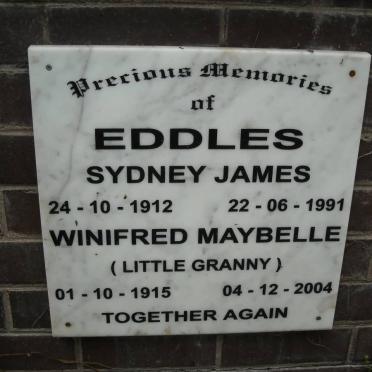 Precious Memories
of
EDDLES
SYDNEY JAMES
24 - 10 - 1912 22 - 06 - 1991
WINIFRED MAYBELLE
( LITTLE GRANNY )
01 - 10 - 1915 04 - 12 - 2004
TOGETHER AGAIN